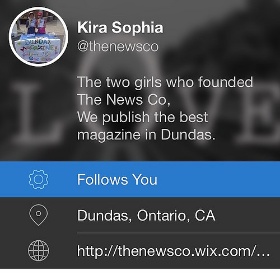 Kira Sophia
@thenewsco
The two girls who founded
The News Co,
We publish the best
magazine in Dundas.
Follows You
Dundas, Ontario, CA
http://thenewsco.wix.com/...